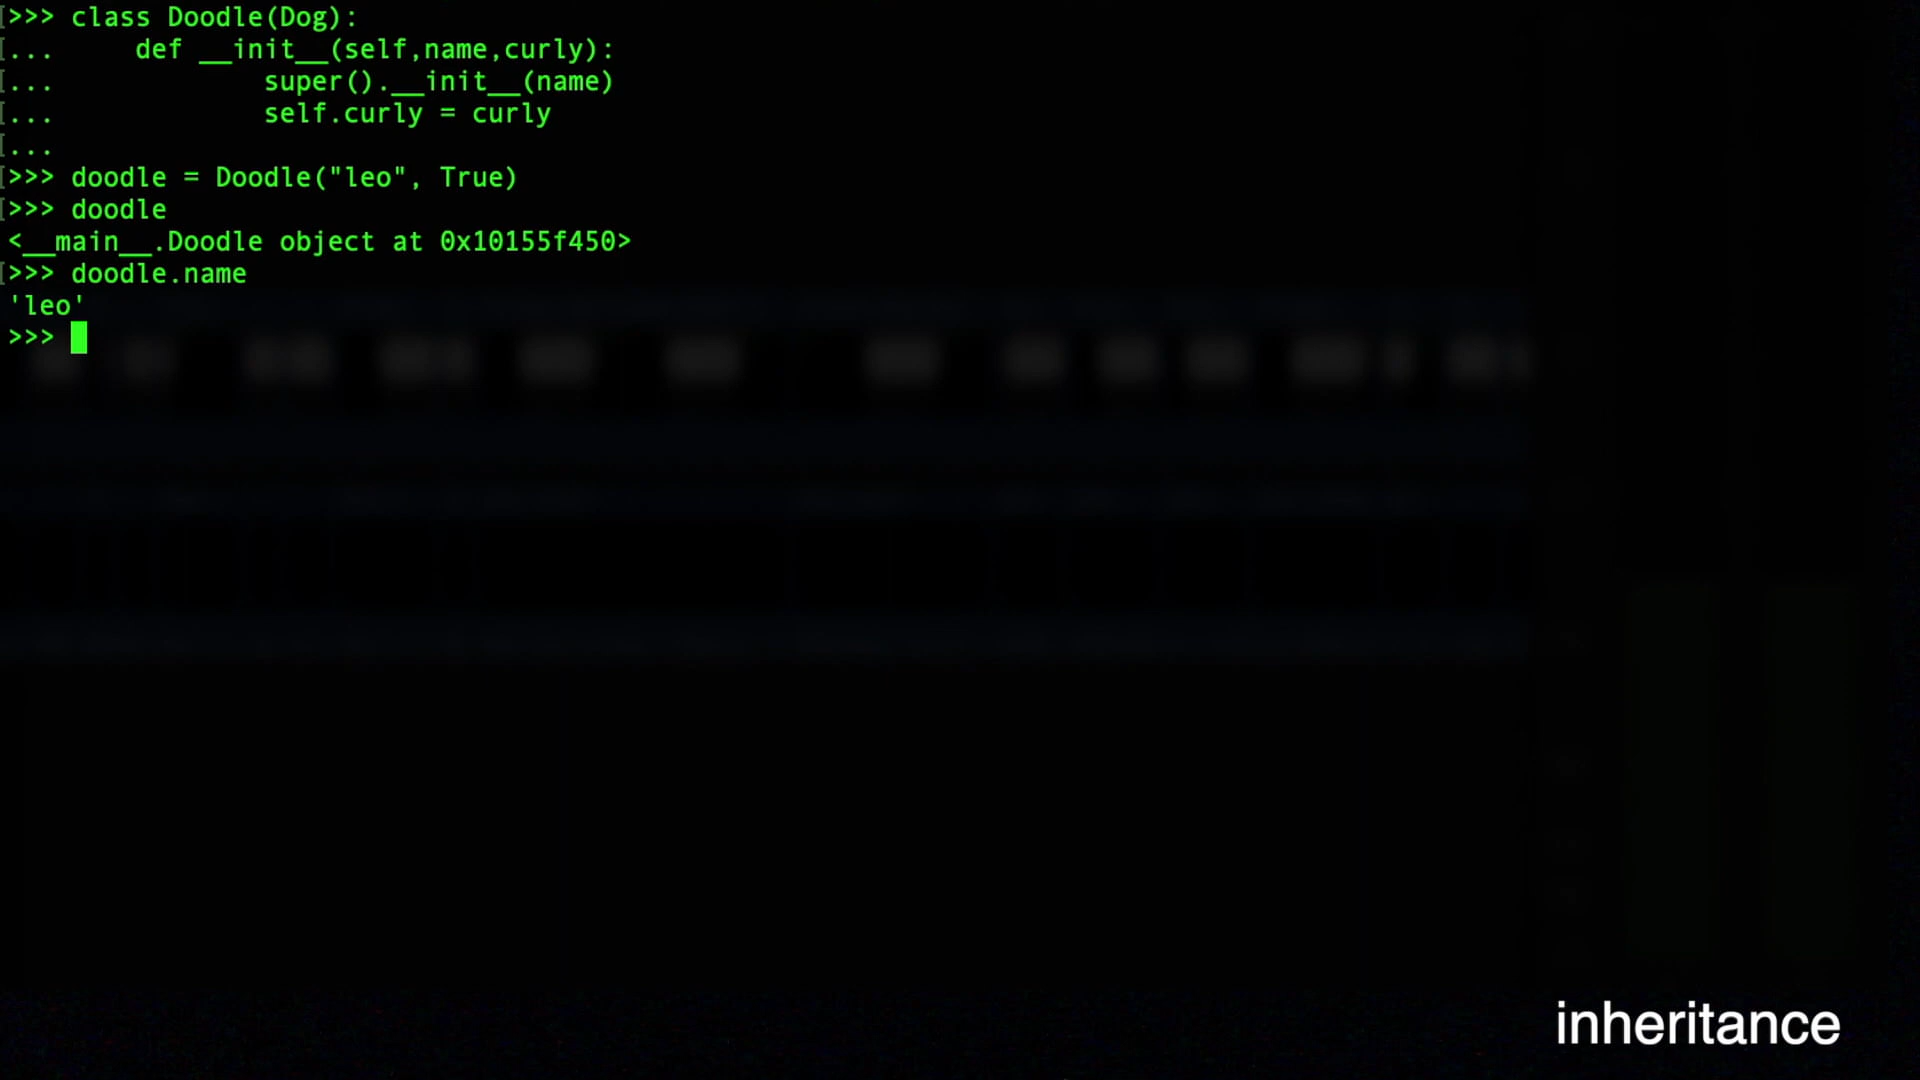 >>> class Doodle(Dog):
...     def __init__(self,name,curly):
...             super().__init__(name)
...             self.curly = curly
...
>>> doodle = Doodle("leo", True)
>>> doodle
<__main__.Doodle object at 0x10155f450>
>>> doodle.name
'leo'
>>>
inheritance